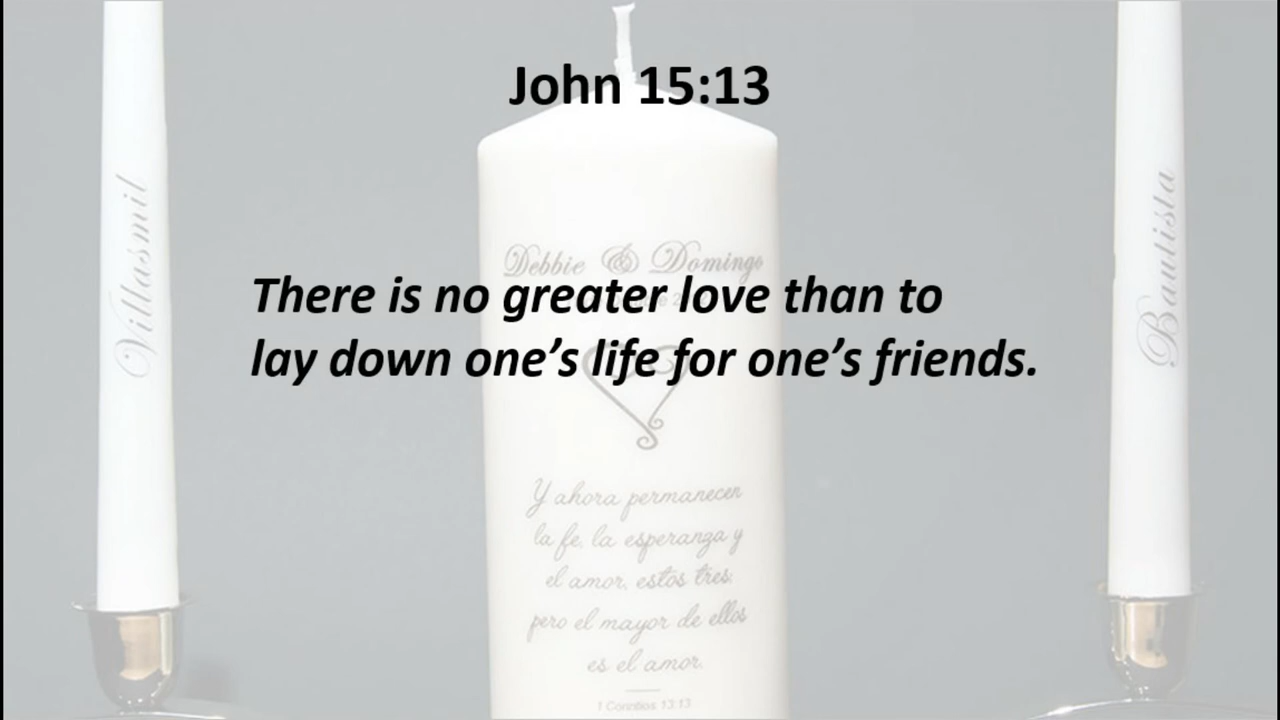 John 15:13
Villasmil
Bautista
Debbie & Domingo
There is no greater love than to
lay down one’s life for one’s friends.
Y ahora permanecen
la fe, la esperanza y
el amor, estos tres;
pero el mayor de ellos
es el amor.
1 Corintios 13:13